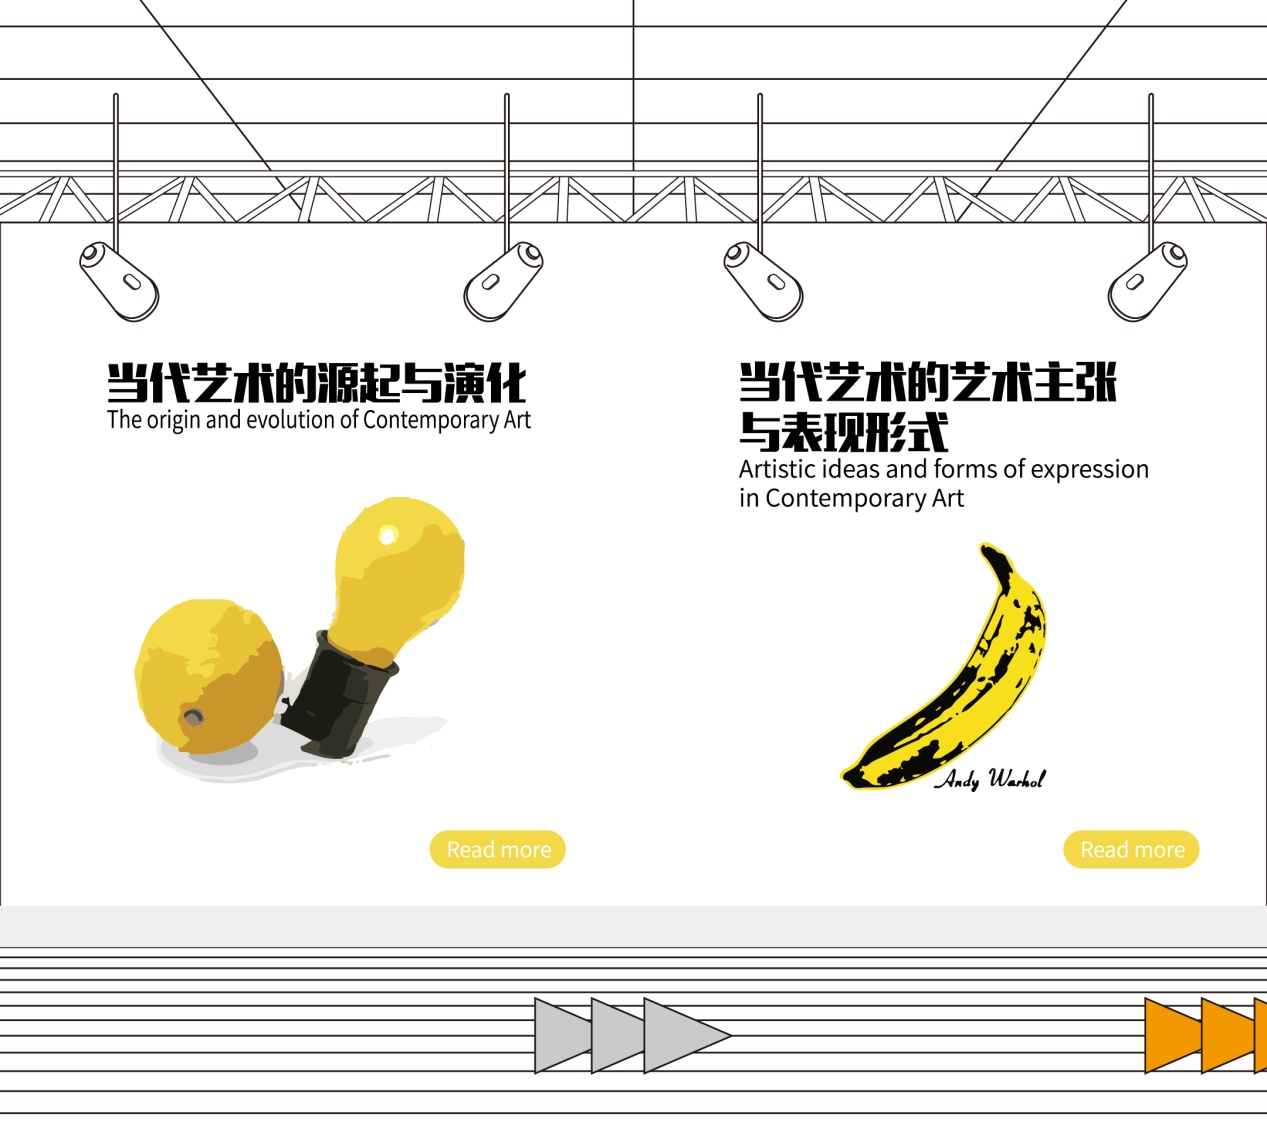 当代艺术的源起与演化
The origin and evolution of Contemporary Art
当代艺术的艺术主张
与表现形式
Artistic ideas and forms of expression
in Contemporary Art
Andy Warhol
Read more
Read more